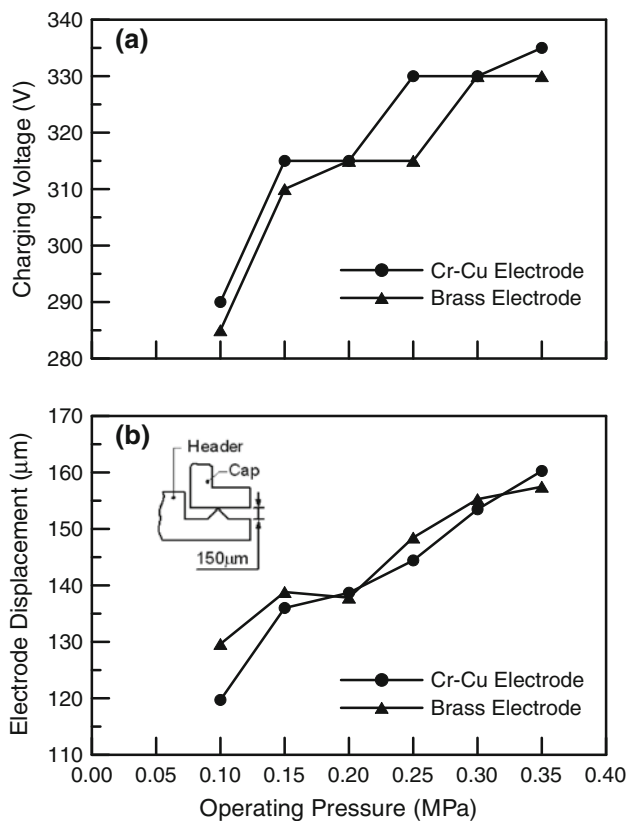 (a)
Charging Voltage (V)
340
330
320
310
300
290
280
Cr-Cu Electrode
Brass Electrode
(b)
Electrode Displacement (μm)
170
160
150
140
130
120
110
Header
Cap
150μm
Cr-Cu Electrode
Brass Electrode
0.00 0.05 0.10 0.15 0.20 0.25 0.30 0.35 0.40
Operating Pressure (MPa)